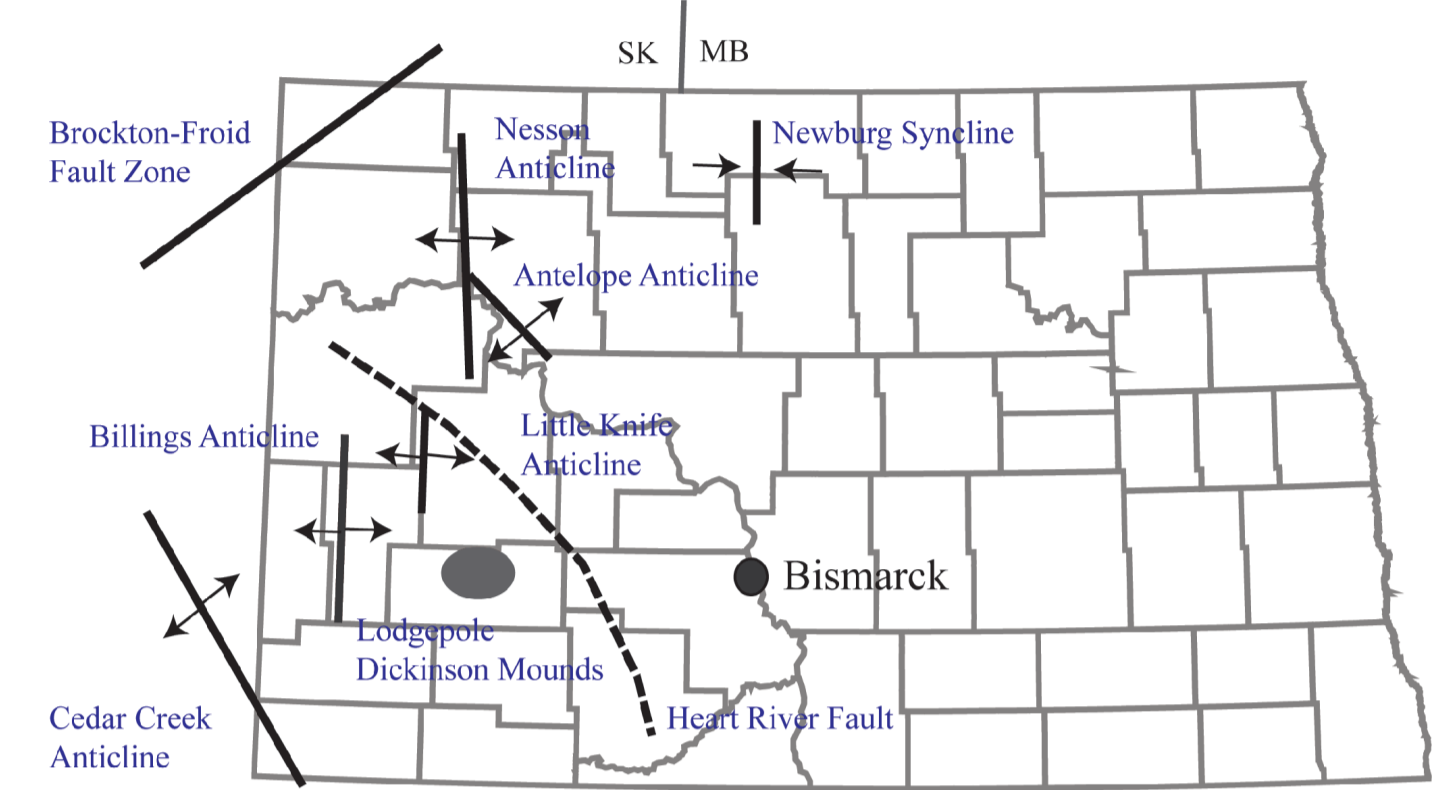 SK
MB
Brockton-Froid
Fault Zone
Nesson
Anticline
Newburg Syncline
Antelope Anticline
Billings Anticline
Little Knife
Anticline
Bismarck
Lodgepole
Dickinson Mounds
Cedar Creek
Anticline
Heart River Fault